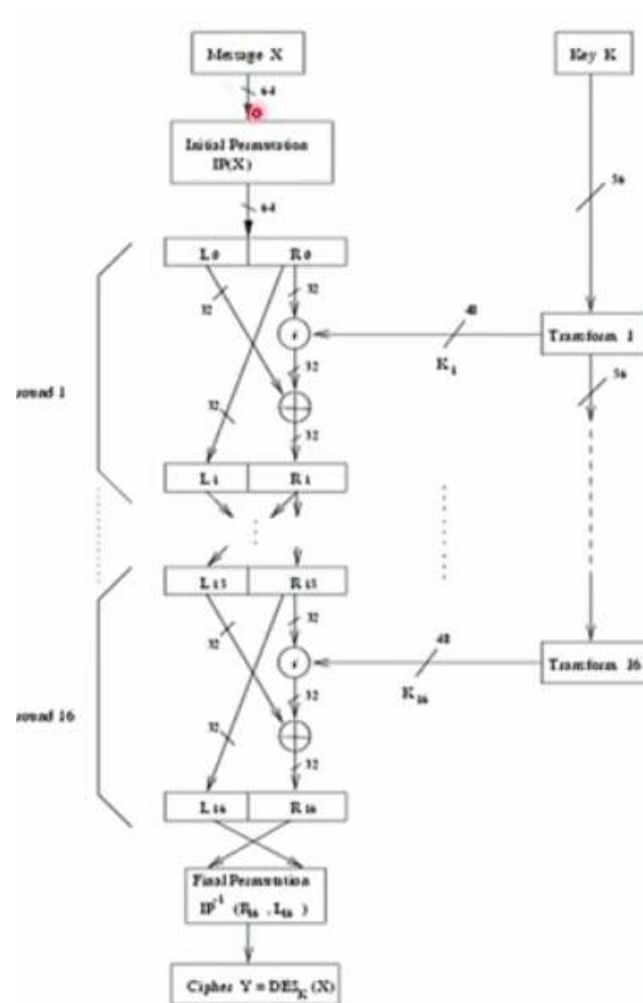 Message X
Key K
64
Initial Permutation
IP(X)
56
64
L0 R0
32
32
f
48
Transform 1
K1
32
56
32
32
ound 1
L1 R1
L15 R15
32
32
f
48
Transform 16
K16
32
32
ound 16
32
L16 R16
Final Permutation
IP-1 (R16 , L16 )
Cipher Y = DESK (X)